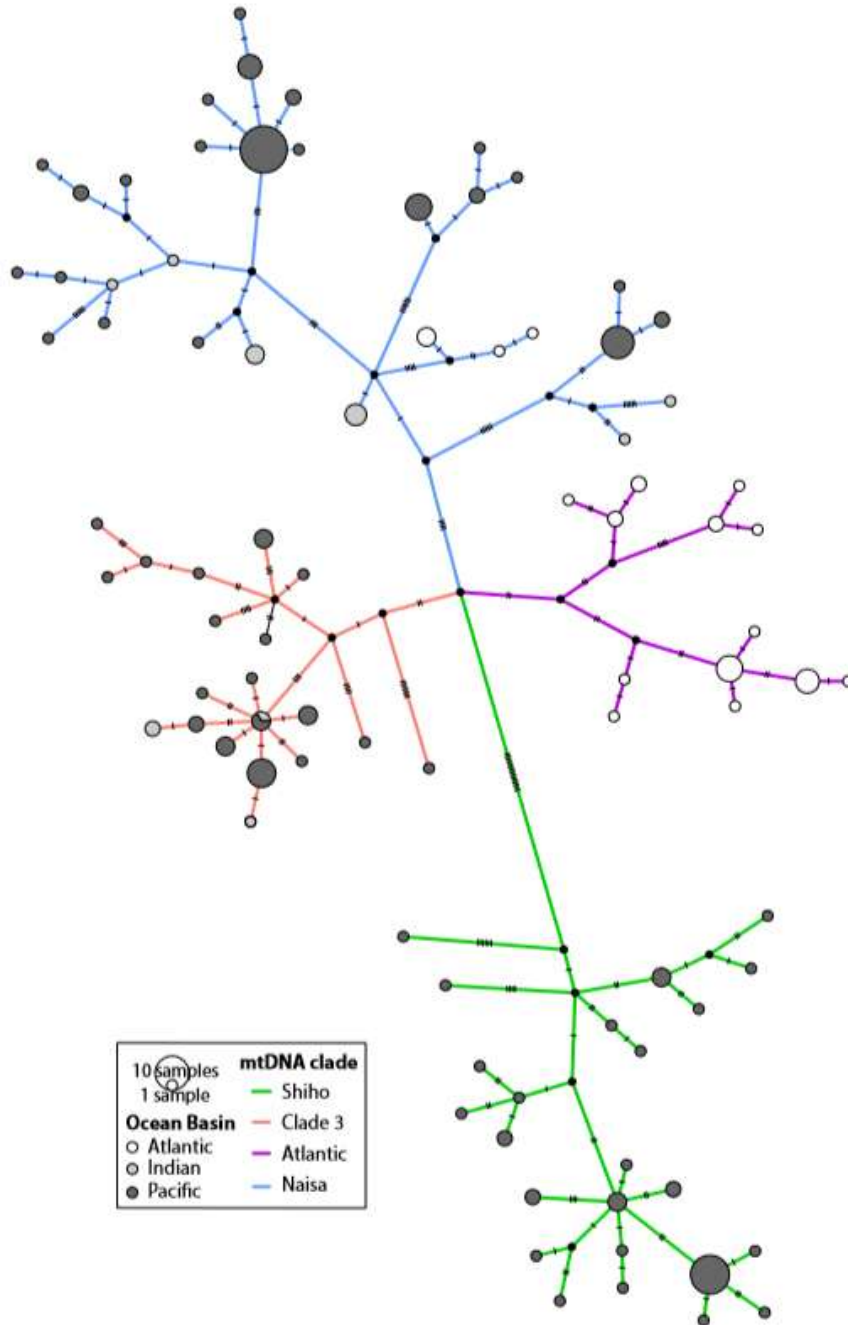 10 samples
1 sample
Ocean Basin
Atlantic
Indian
Pacific
mtDNA clade
Shiho
Clade 3
Atlantic
Naisa